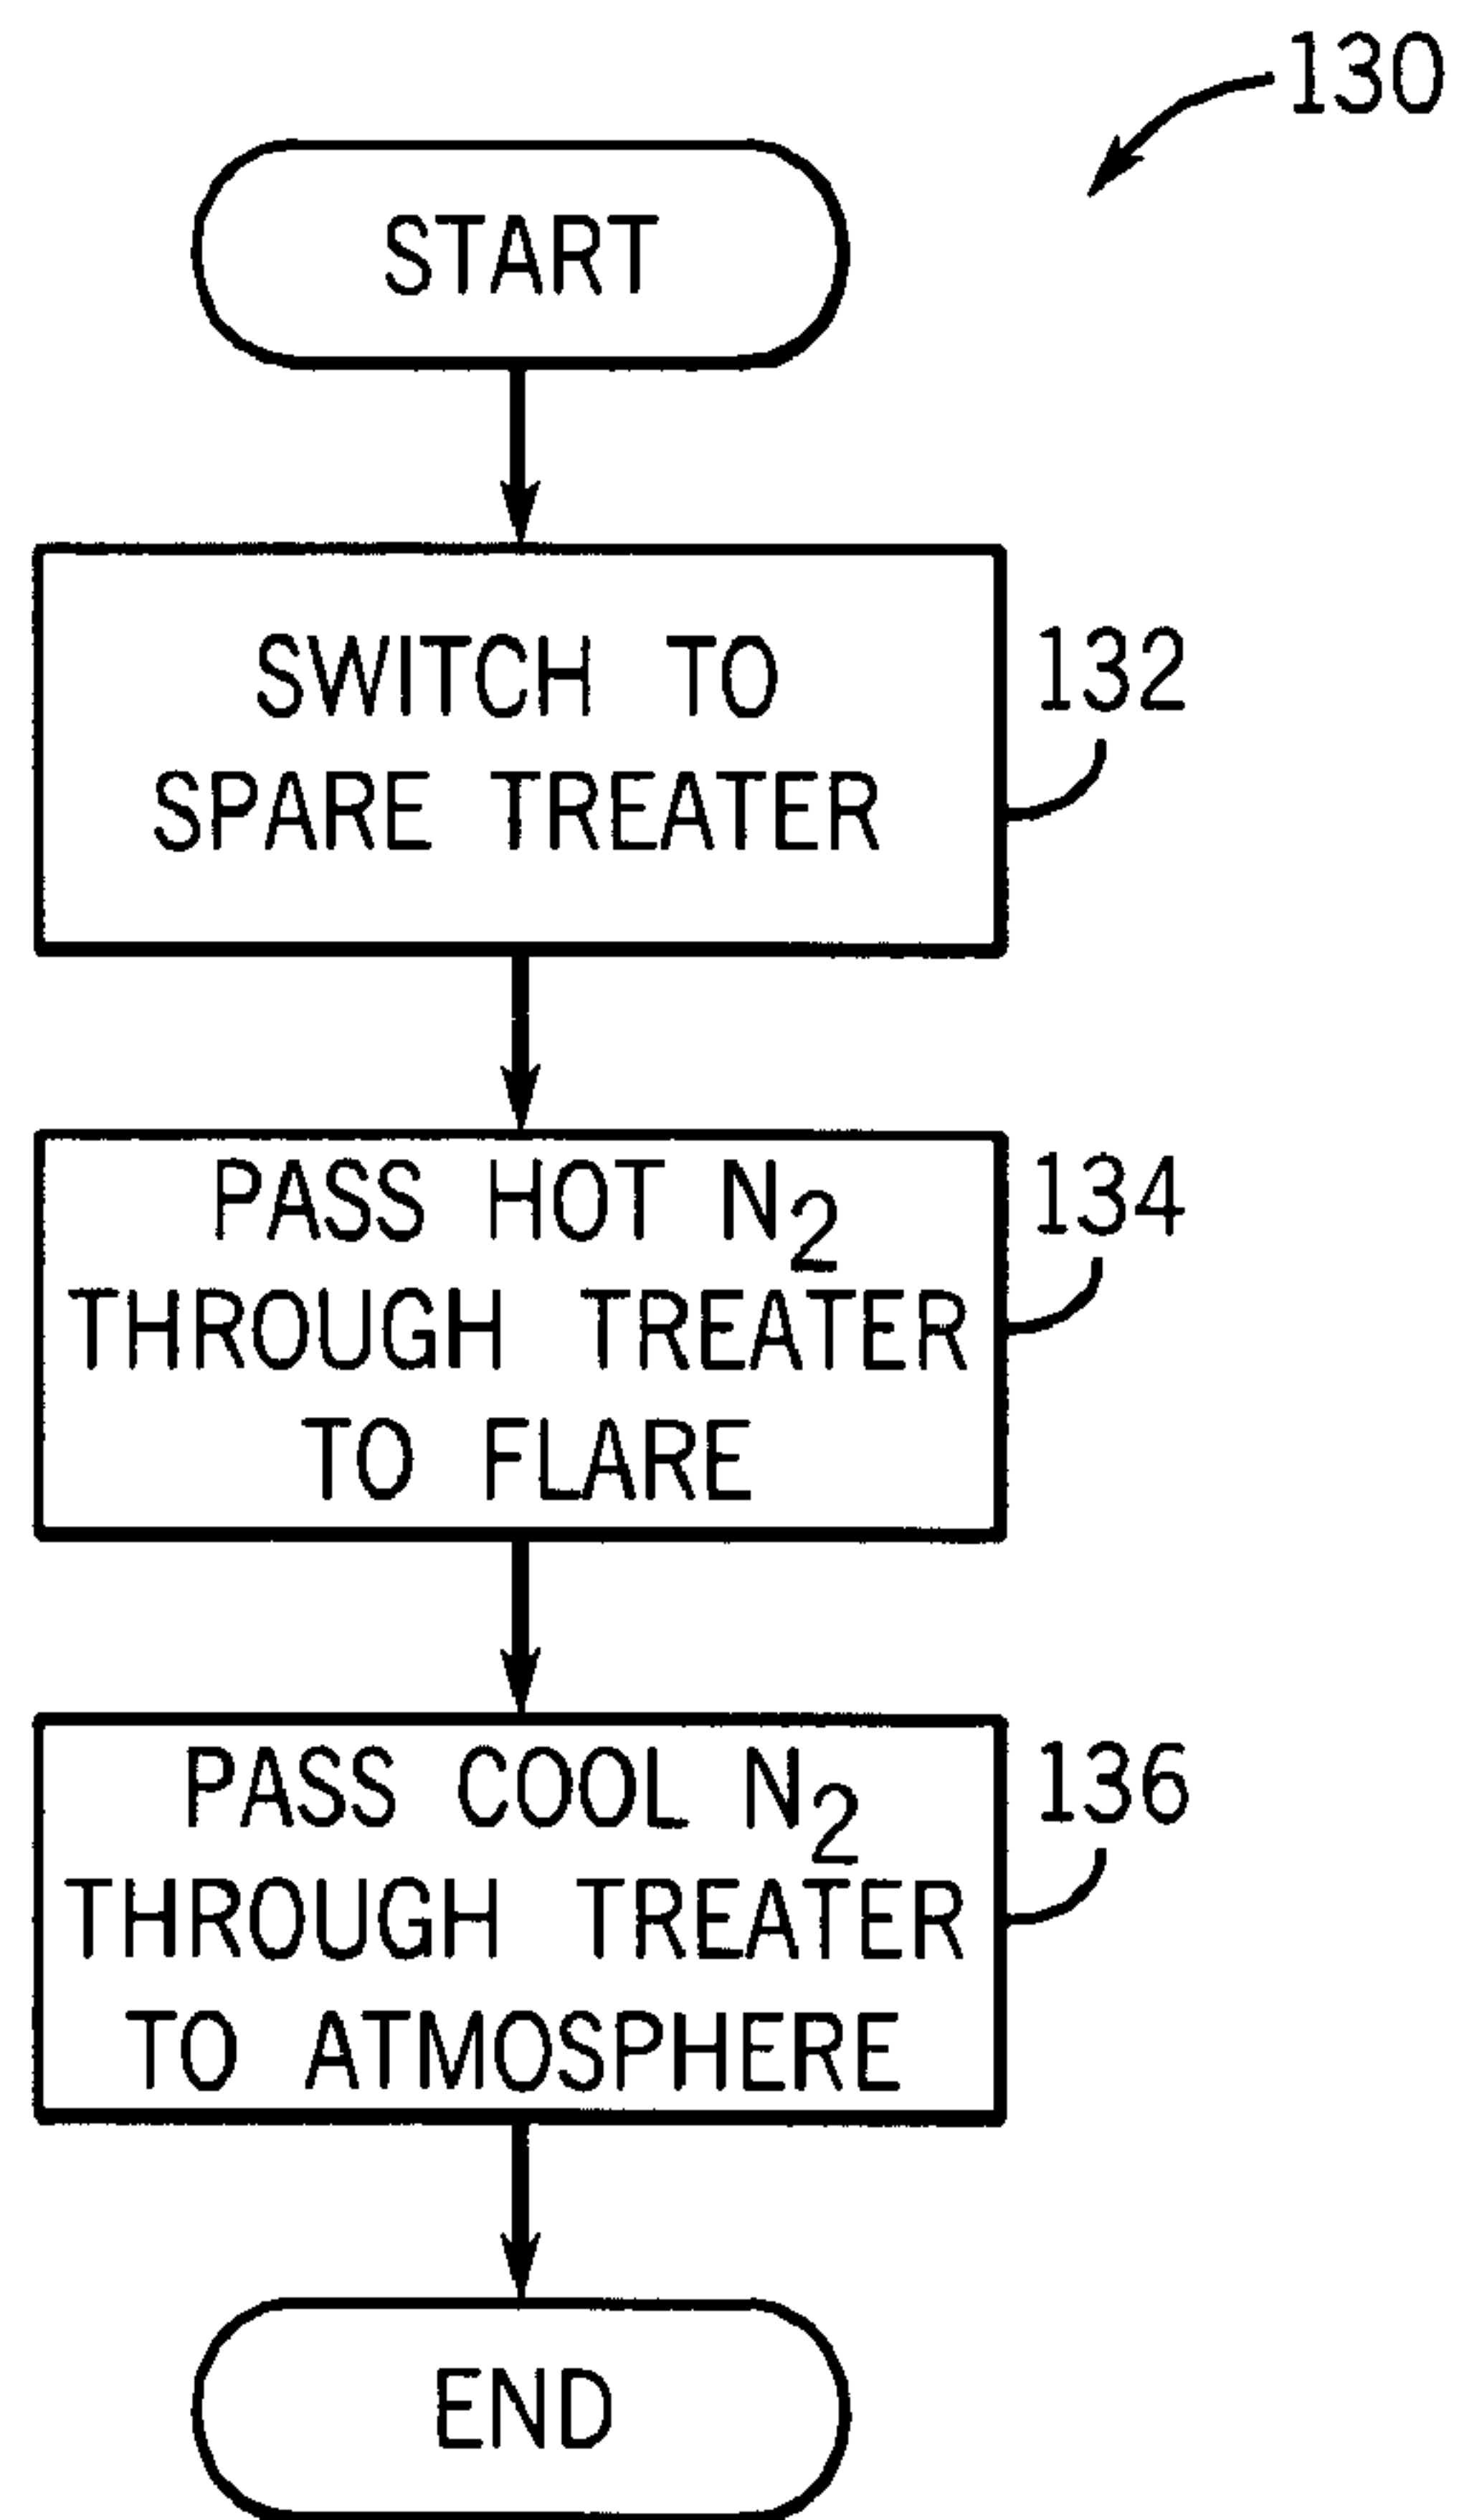 130
START
SWITCH TO
SPARE TREATER
132
PASS HOT N2
THROUGH TREATER
TO FLARE
134
PASS COOL N2
THROUGH TREATER
TO ATMOSPHERE
136
END